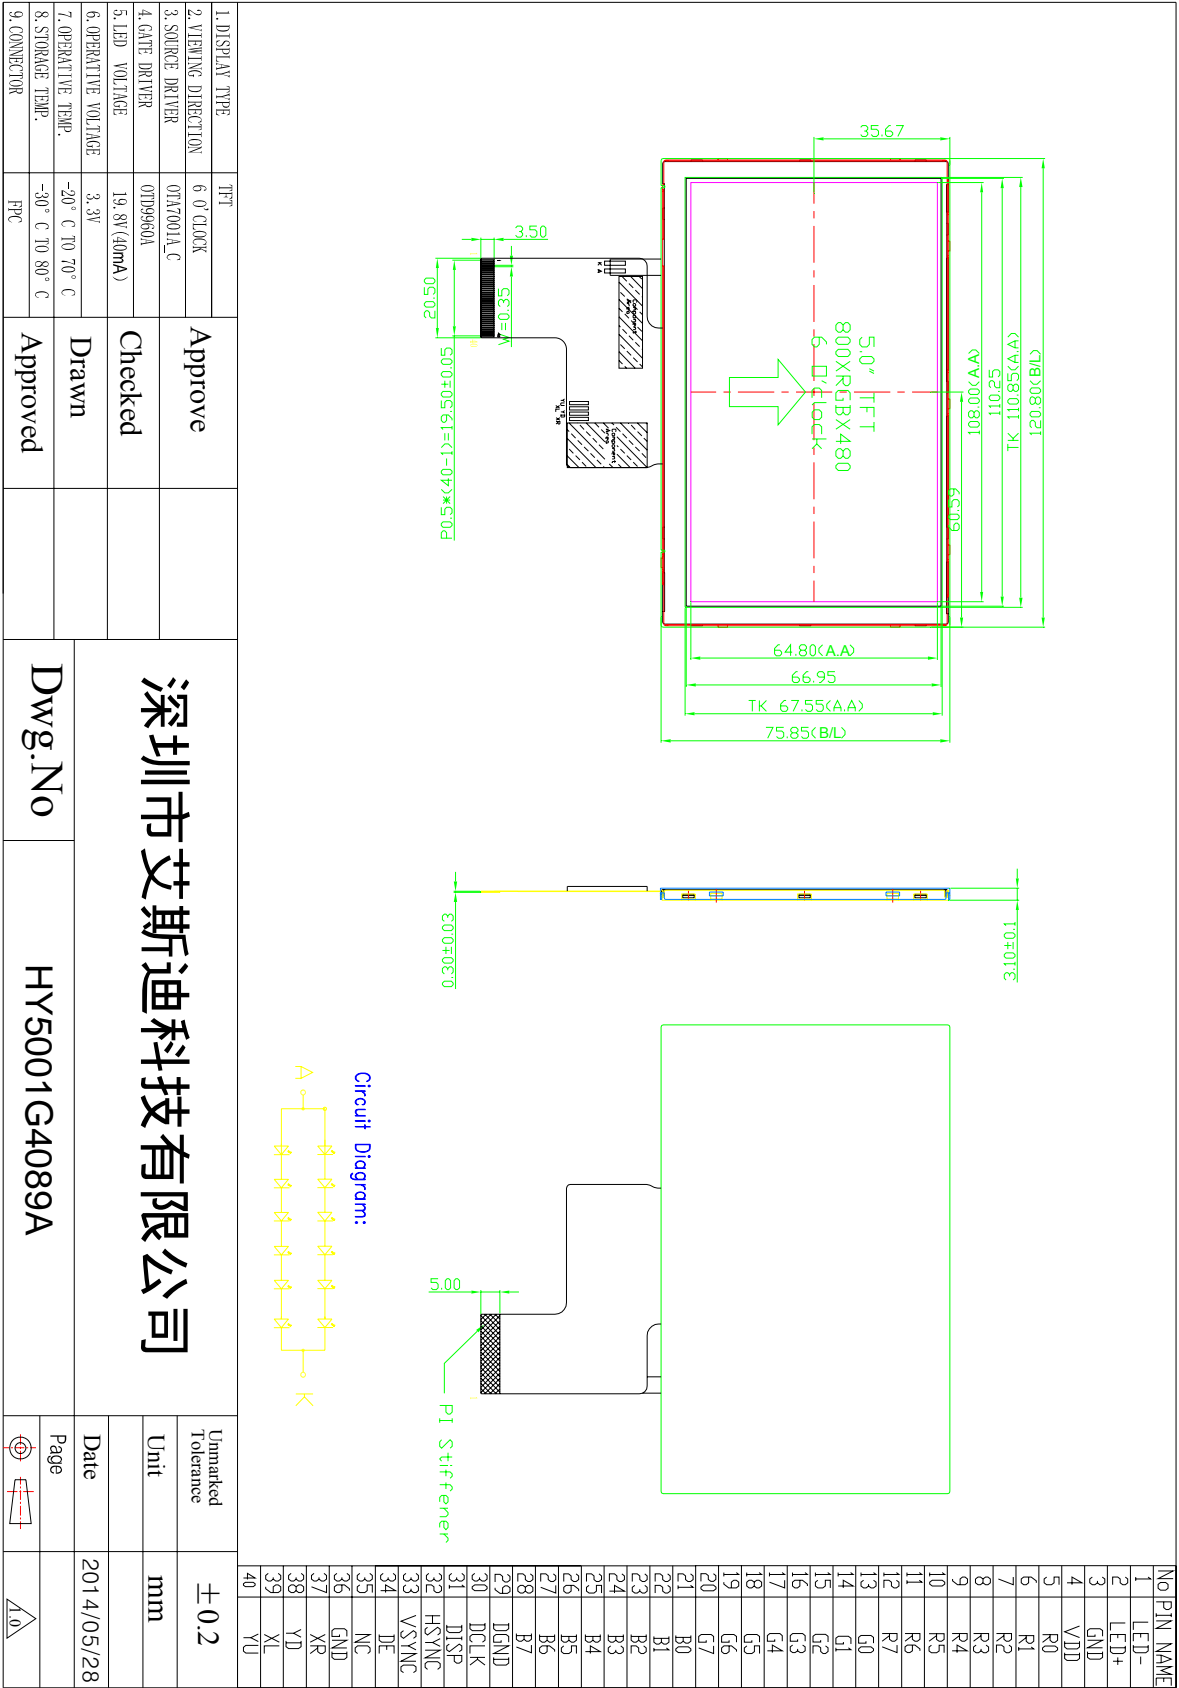 35.67
120.80(B/L)
TK 110.85(A.A)
110.25
108.00(A.A)
60.59
5.0" TFT
800XRGBX480
6 O'clock
64.80(A.A)
66.95
TK 67.55(A.A)
75.85(B/L)
K A
Component
Area
YU YD
XL XR
Component
Area
3.50
W=0.35
20.50
P0.5*(40-1)=19.50±0.05
3.10±0.1
0.30±0.03
5.00
PI Stiffener
Circuit Diagram:
A
K
No PIN NAME
1 LED-
2 LED+
3 GND
4 VDD
5 R0
6 R1
7 R2
8 R3
9 R4
10 R5
11 R6
12 R7
13 G0
14 G1
15 G2
16 G3
17 G4
18 G5
19 G6
20 G7
21 B0
22 B1
23 B2
24 B3
25 B4
26 B5
27 B6
28 B7
29 DGND
30 DCLK
31 DISP
32 HSYNC
33 VSYNC
34 DE
35 NC
36 GND
37 XR
38 YD
39 XL
40 YU
1.DISPLAY TYPE TFT
2.VIEWING DIRECTION 6 O'CLOCK
3.SOURCE DRIVER OTA7001A_C
4.GATE DRIVER OTD9960A
5.LED VOLTAGE 19.8V(40mA)
6.OPERATIVE VOLTAGE 3.3V
7.OPERATIVE TEMP. -20° C TO 70° C
8.STORAGE TEMP. -30° C TO 80° C
9.CONNECTOR FPC
Approve
Checked
Drawn
Approved
深圳市艾斯迪科技有限公司
Dwg.No
HY5001G4089A
Unmarked
Tolerance
±0.2
Unit
mm
Date
2014/05/28
Page
1.0